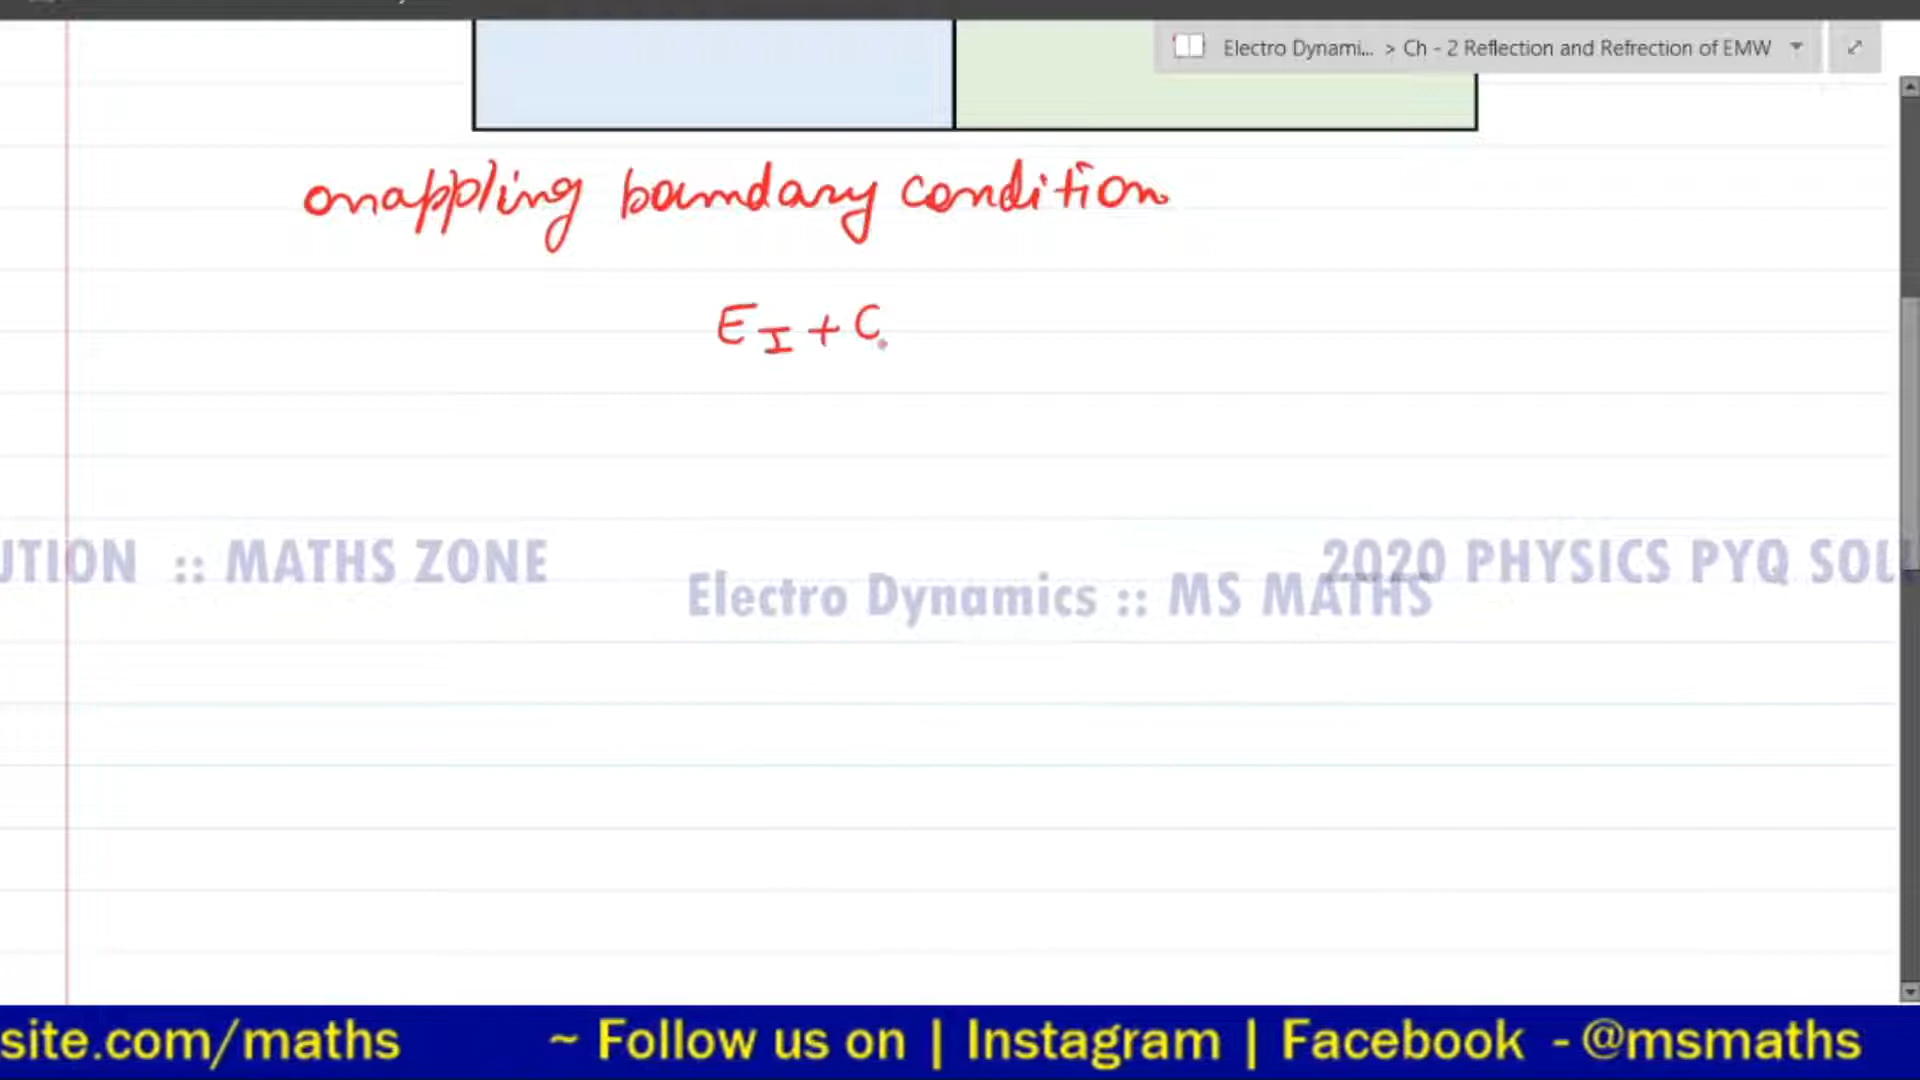 Electro Dynami... > Ch - 2 Reflection and Refrection of EMW
onappling boundary condition
E_I + C
UTION :: MATHS ZONE
Electro Dynamics :: MS MATHS
2020 PHYSICS PYQ SOLU
site.com/maths ~ Follow us on | Instagram | Facebook - @msmaths